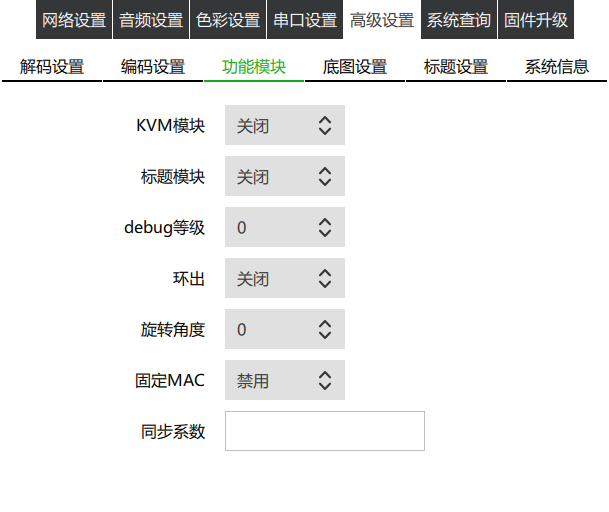 网络设置 音频设置 色彩设置 串口设置 高级设置 系统查询 固件升级
解码设置 编码设置 功能模块 底图设置 标题设置 系统信息
KVM模块 关闭
标题模块 关闭
debug等级 0
环出 关闭
旋转角度 0
固定MAC 禁用
同步系数